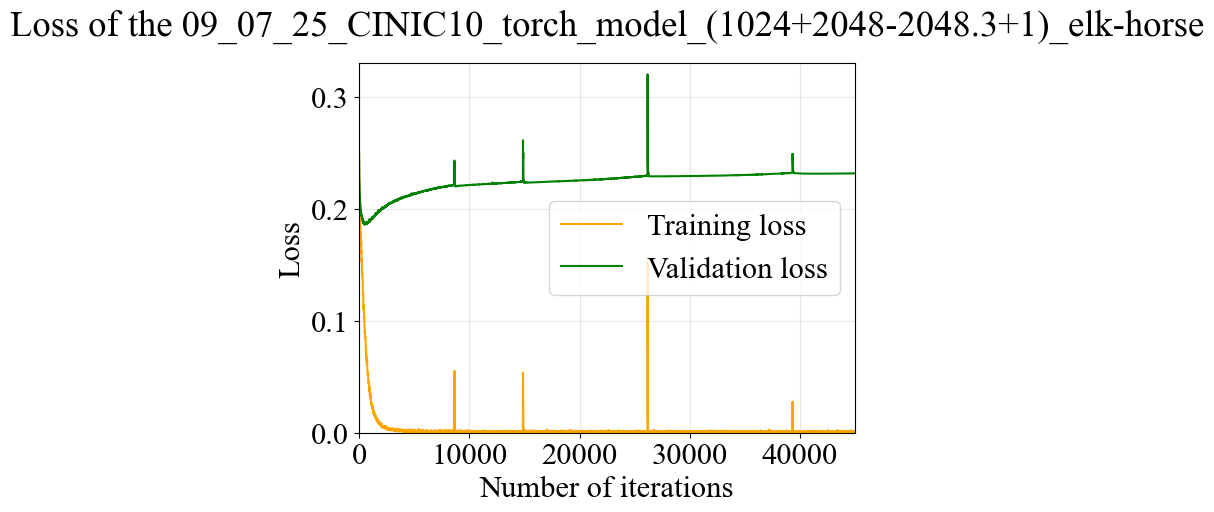 Loss of the 09_07_25_CINIC10_torch_model_(1024+2048-2048.3+1)_elk-horse
0.3
0.2
0.1
0.0
Loss
Training loss
Validation loss
0 10000 20000 30000 40000
Number of iterations